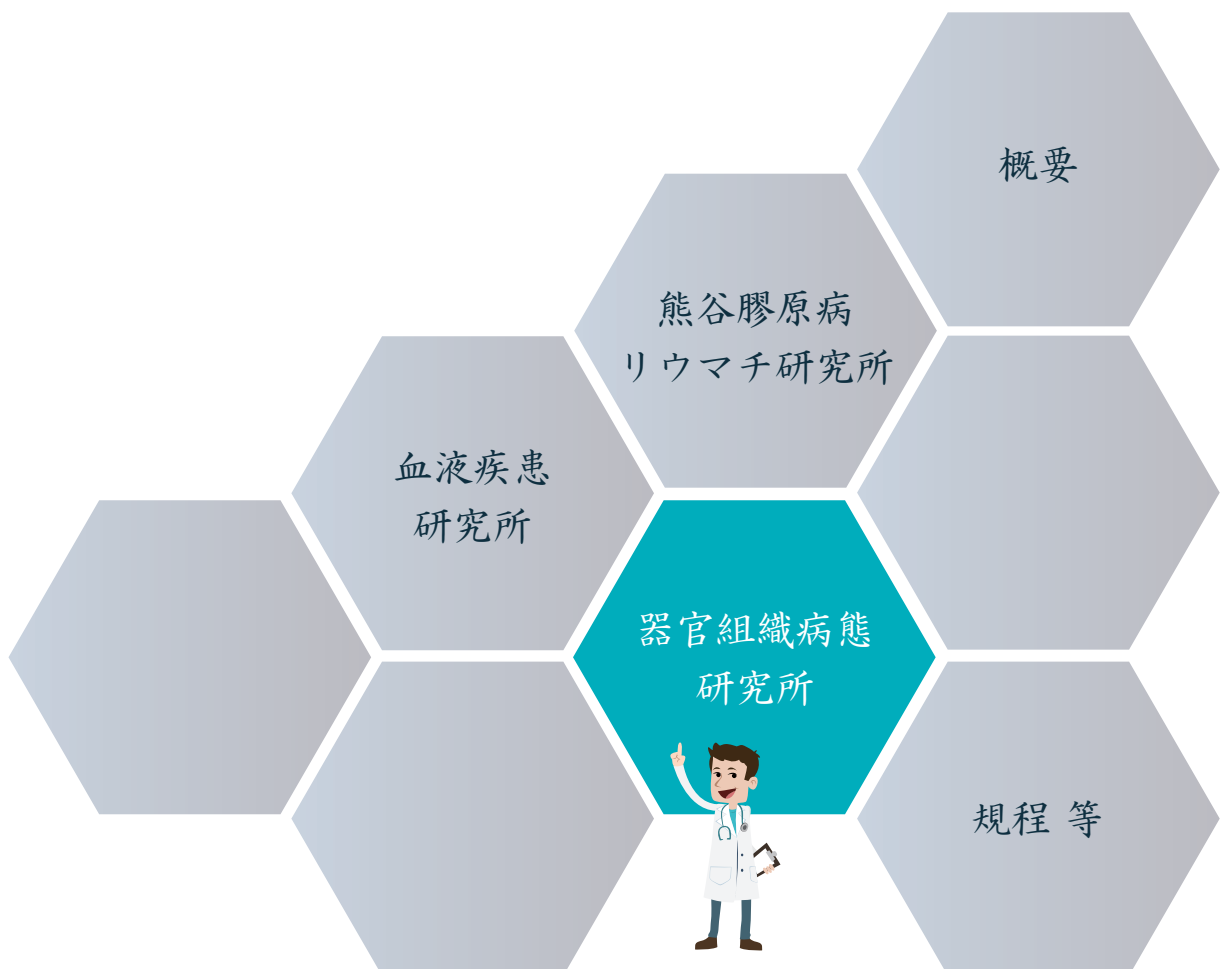 概要
熊谷膠原病
リウマチ研究所
血液疾患
研究所
器官組織病態
研究所
規程 等